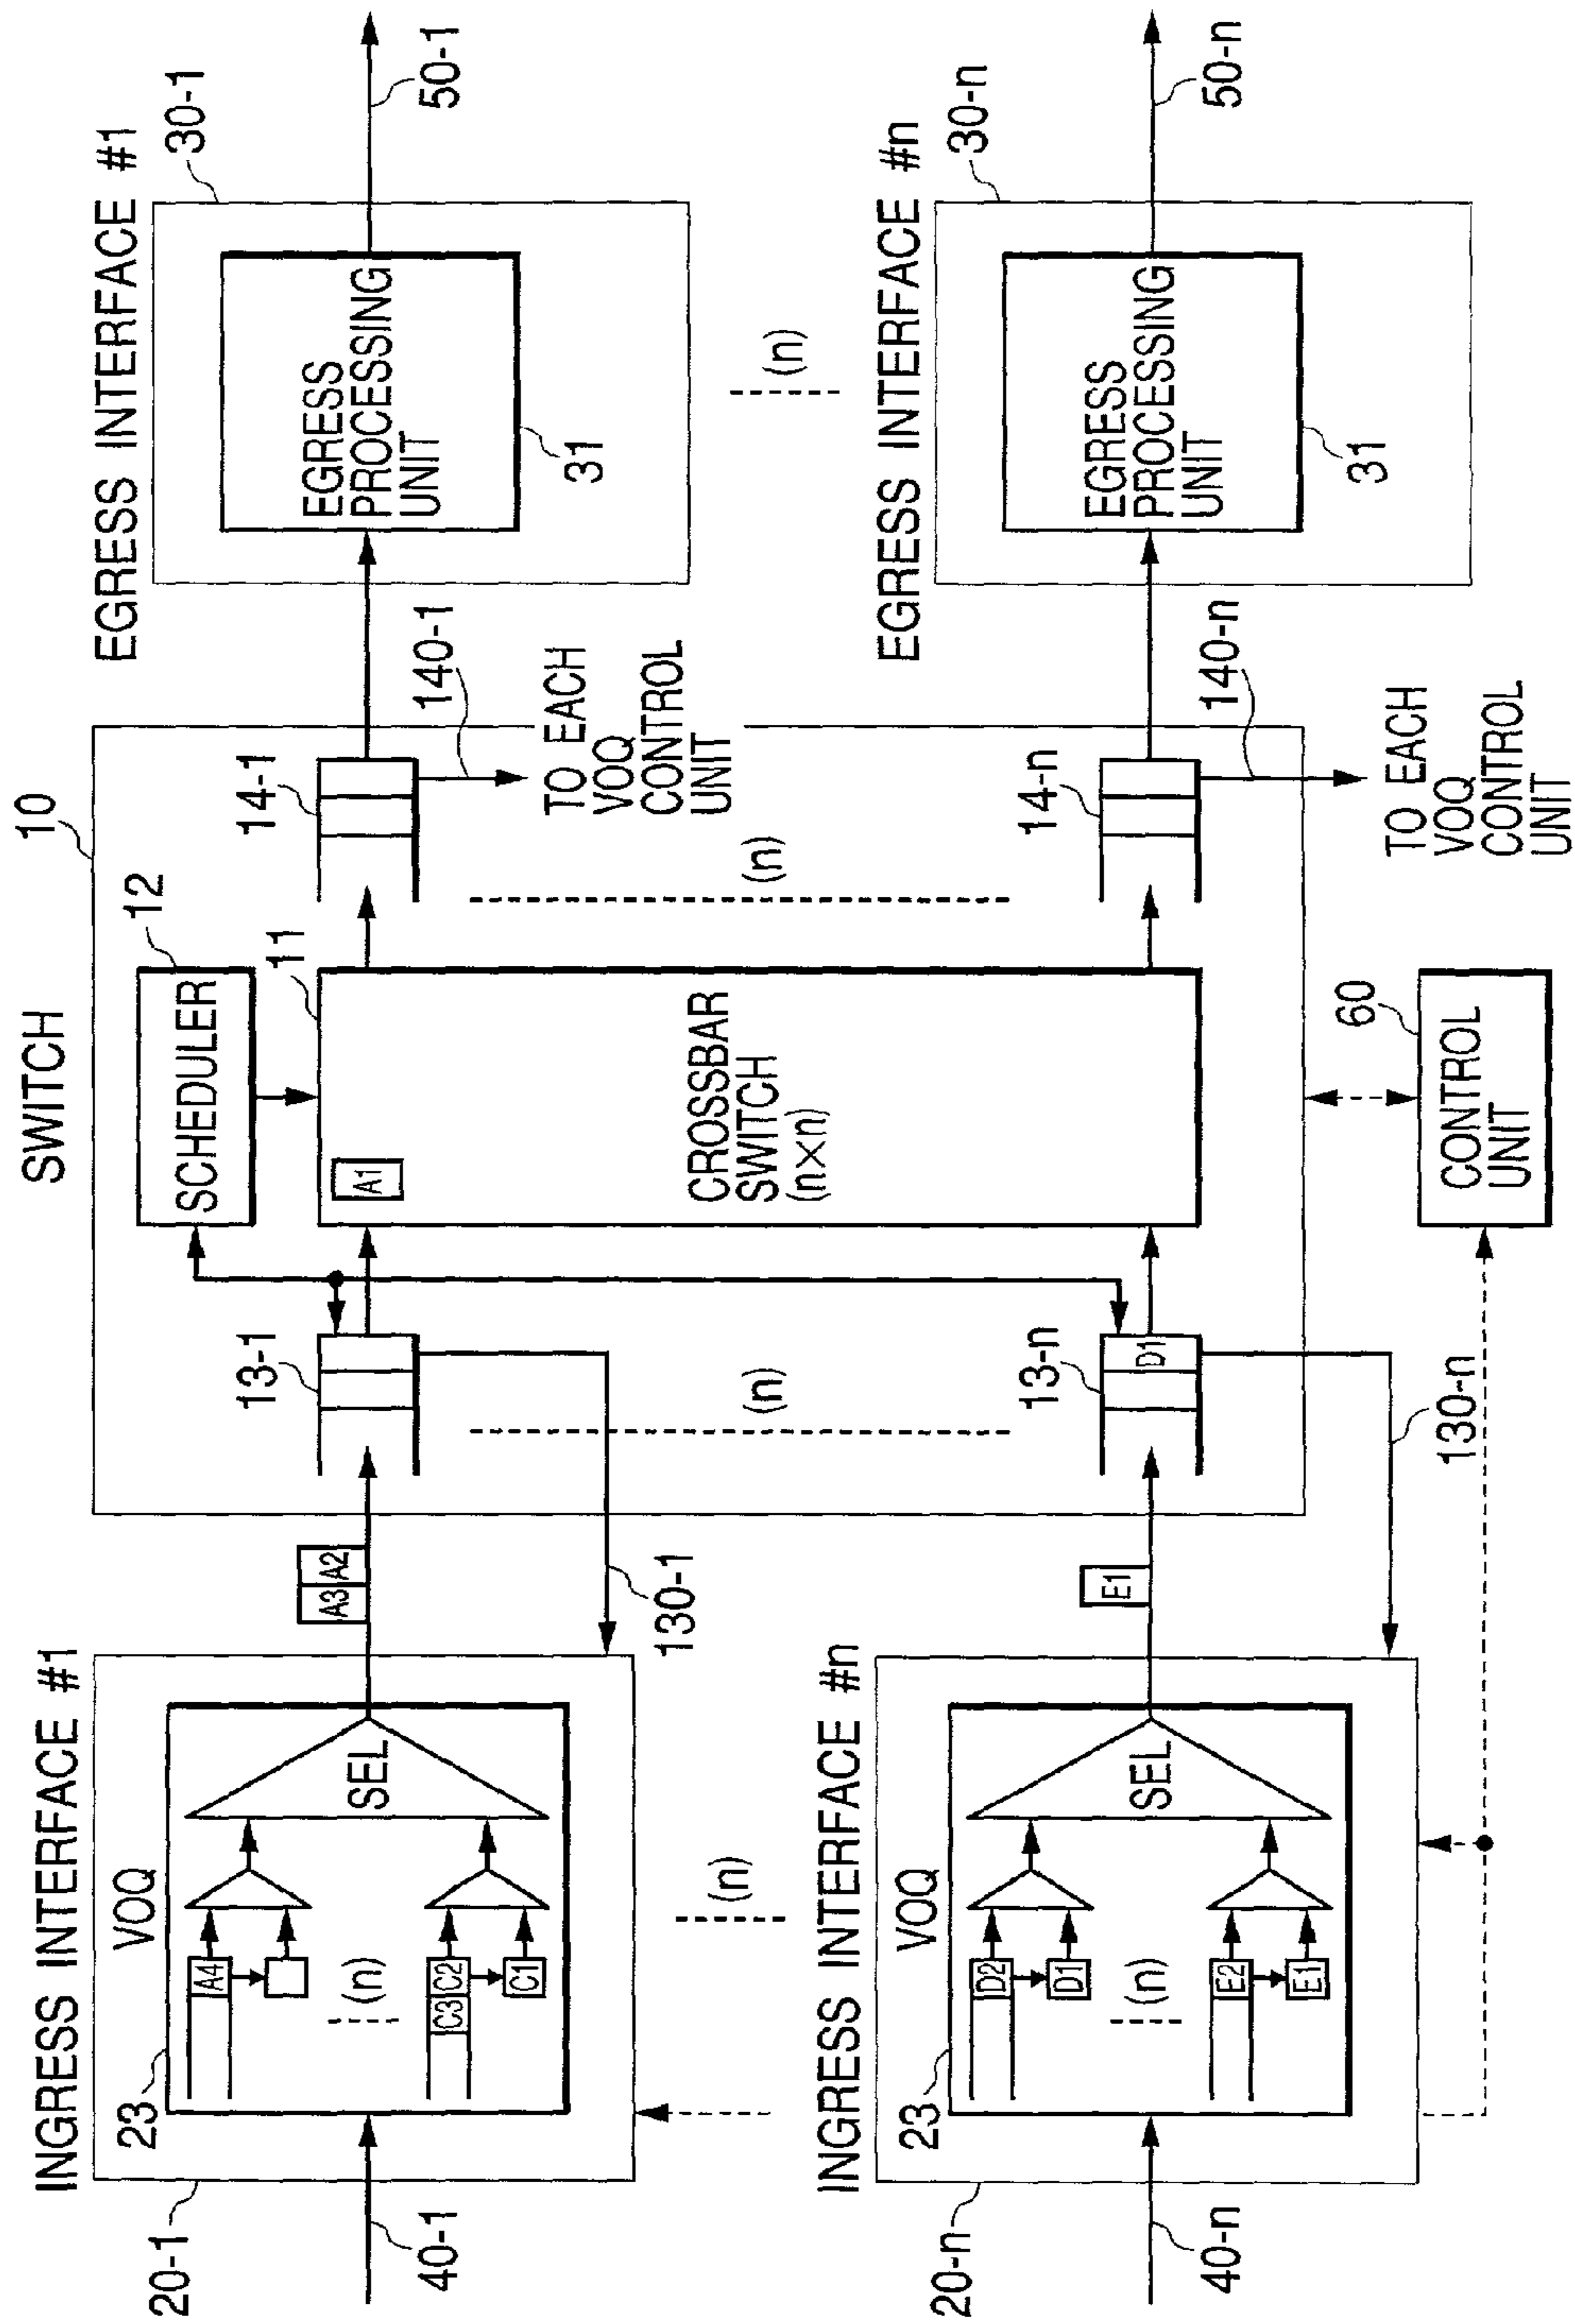 SWITCH
10
INGRESS INTERFACE #1
20-1
40-1
23
VOQ
A4
(n)
C3
C2
C1
SEL
A3
A2
130-1
13-1
SCHEDULER
12
11
A1
CROSSBAR
SWITCH
(n×n)
14-1
140-1
TO EACH
VOQ
CONTROL
UNIT
EGRESS INTERFACE #1
30-1
EGRESS
PROCESSING
UNIT
31
50-1
(n)
(n)
(n)
(n)
INGRESS INTERFACE #n
20-n
40-n
23
VOQ
D2
D1
(n)
E2
E1
SEL
E1
13-n
D1
130-n
60
CONTROL
UNIT
14-n
140-n
TO EACH
VOQ
CONTROL
UNIT
EGRESS INTERFACE #n
30-n
EGRESS
PROCESSING
UNIT
31
50-n